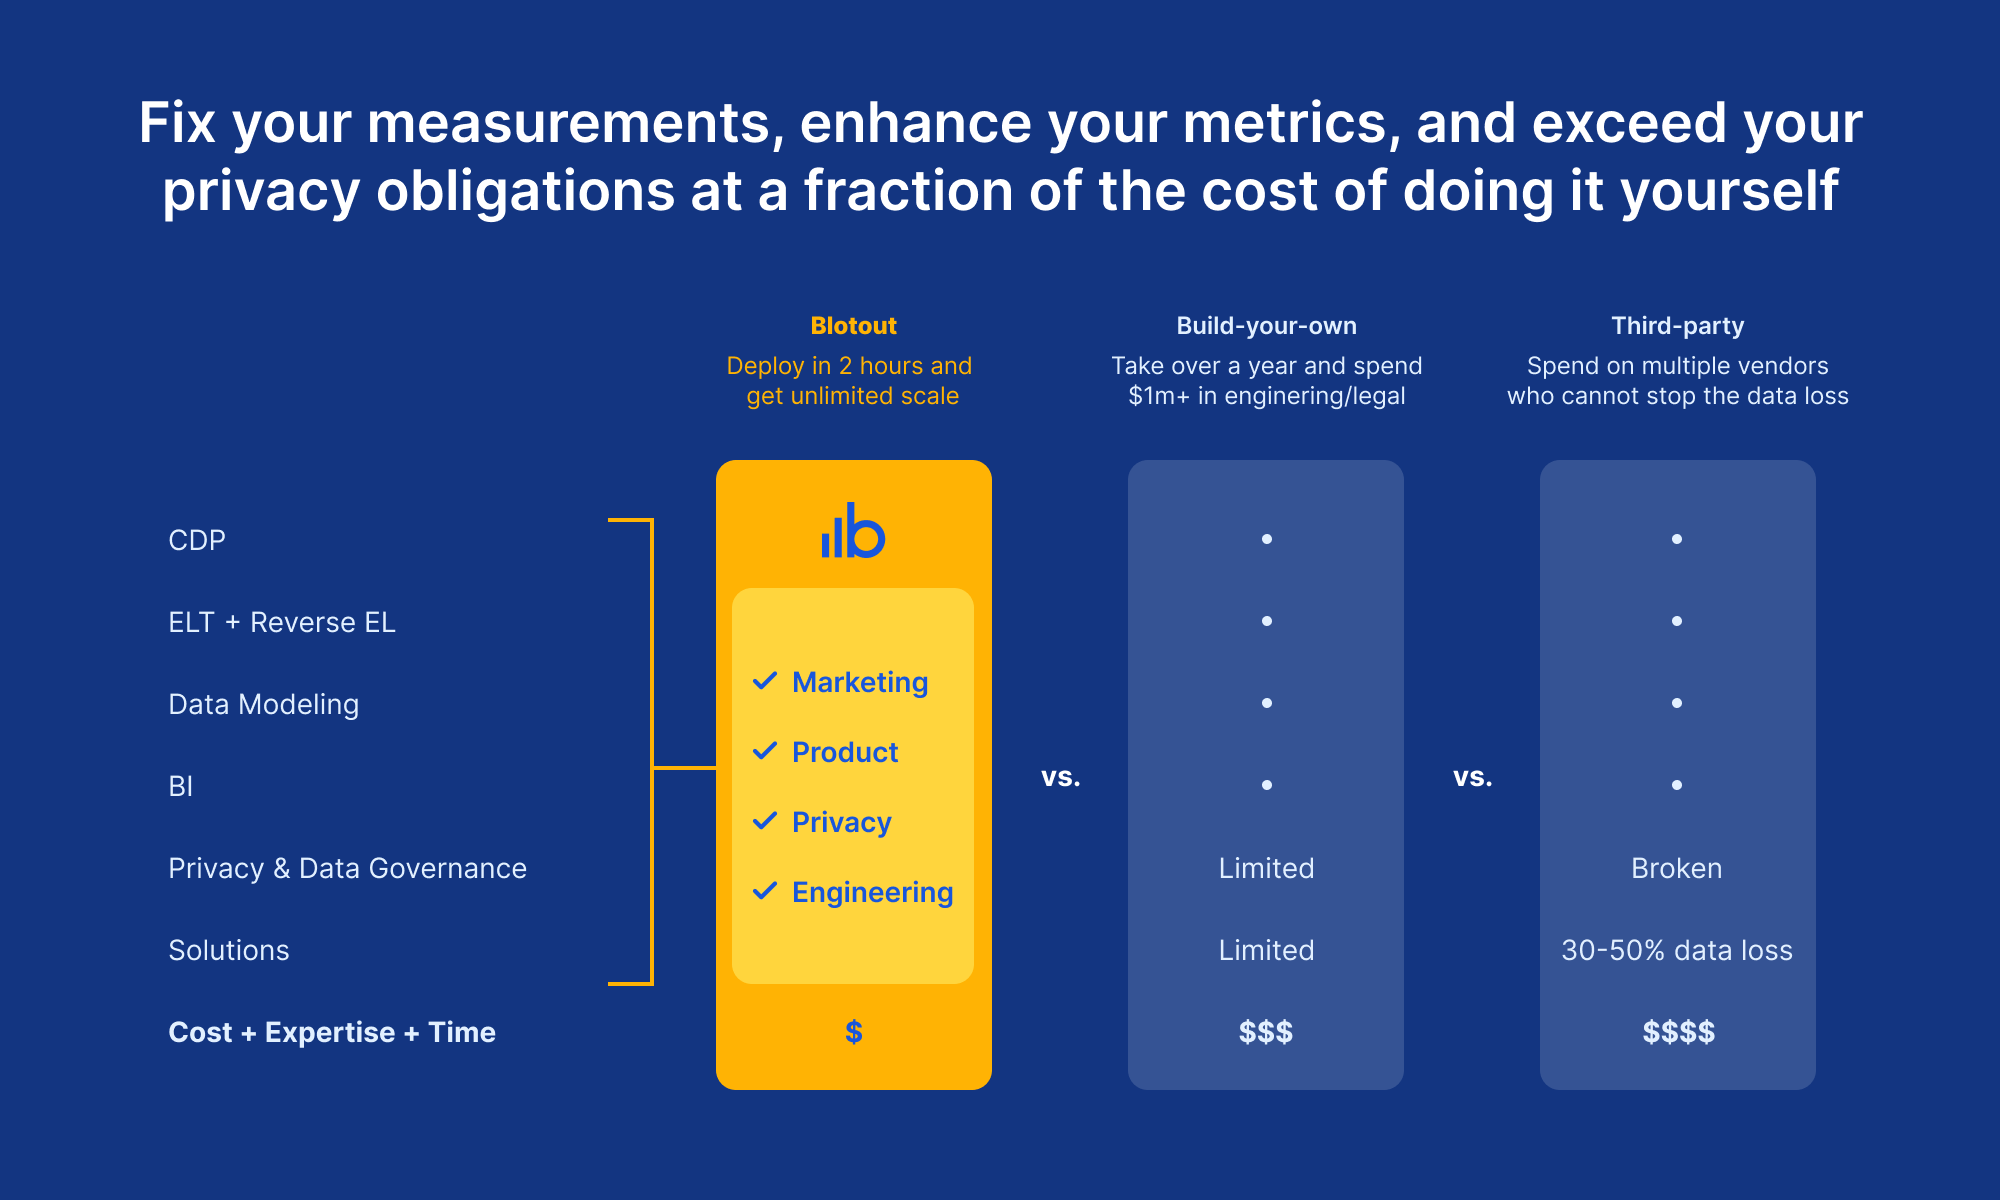 Fix your measurements, enhance your metrics, and exceed your
privacy obligations at a fraction of the cost of doing it yourself
Blotout
Deploy in 2 hours and
get unlimited scale
Build-your-own
Take over a year and spend
$1m+ in enginering/legal
Third-party
Spend on multiple vendors
who cannot stop the data loss
CDP
ELT + Reverse EL
Data Modeling
BI
Privacy & Data Governance
Solutions
Cost + Expertise + Time
b
Marketing
Product
Privacy
Engineering
$
vs.
Limited
Limited
$$$
vs.
Broken
30-50% data loss
$$$$